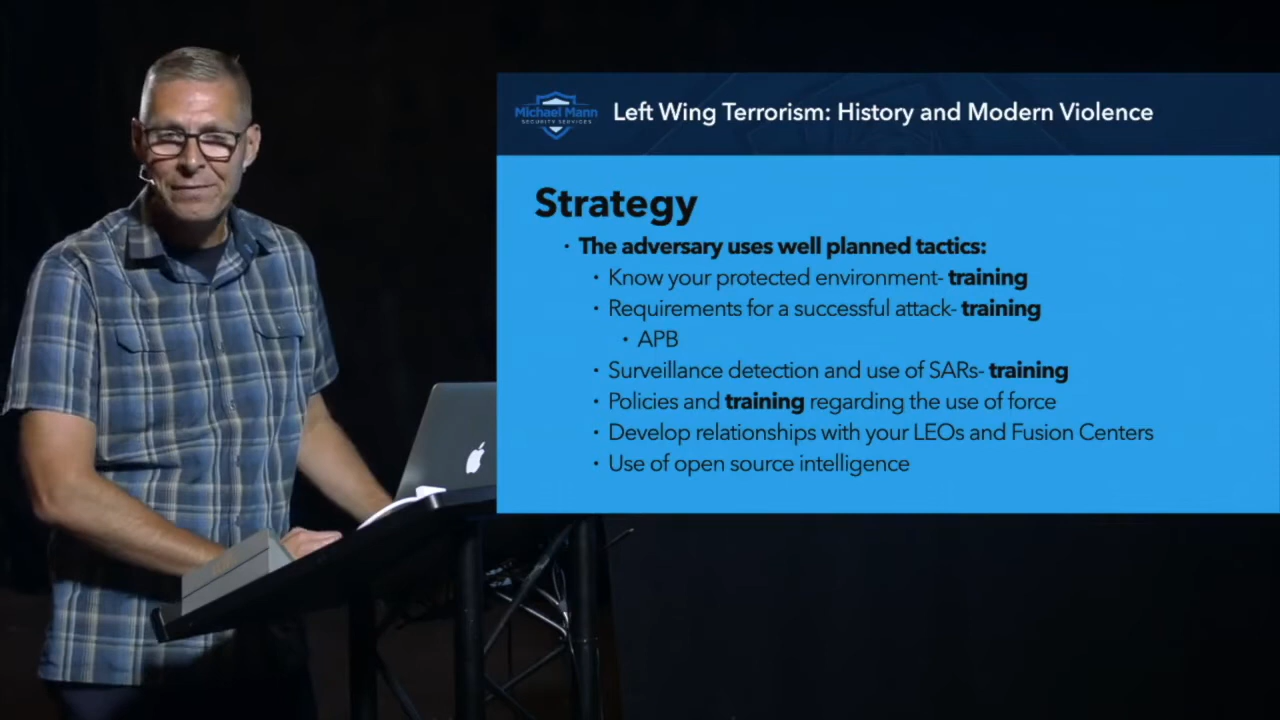 Michael Mann
SECURITY SERVICES
Left Wing Terrorism: History and Modern Violence
Strategy
· The adversary uses well planned tactics:
· Know your protected environment- training
· Requirements for a successful attack- training
· APB
· Surveillance detection and use of SARs- training
· Policies and training regarding the use of force
· Develop relationships with your LEOs and Fusion Centers
· Use of open source intelligence